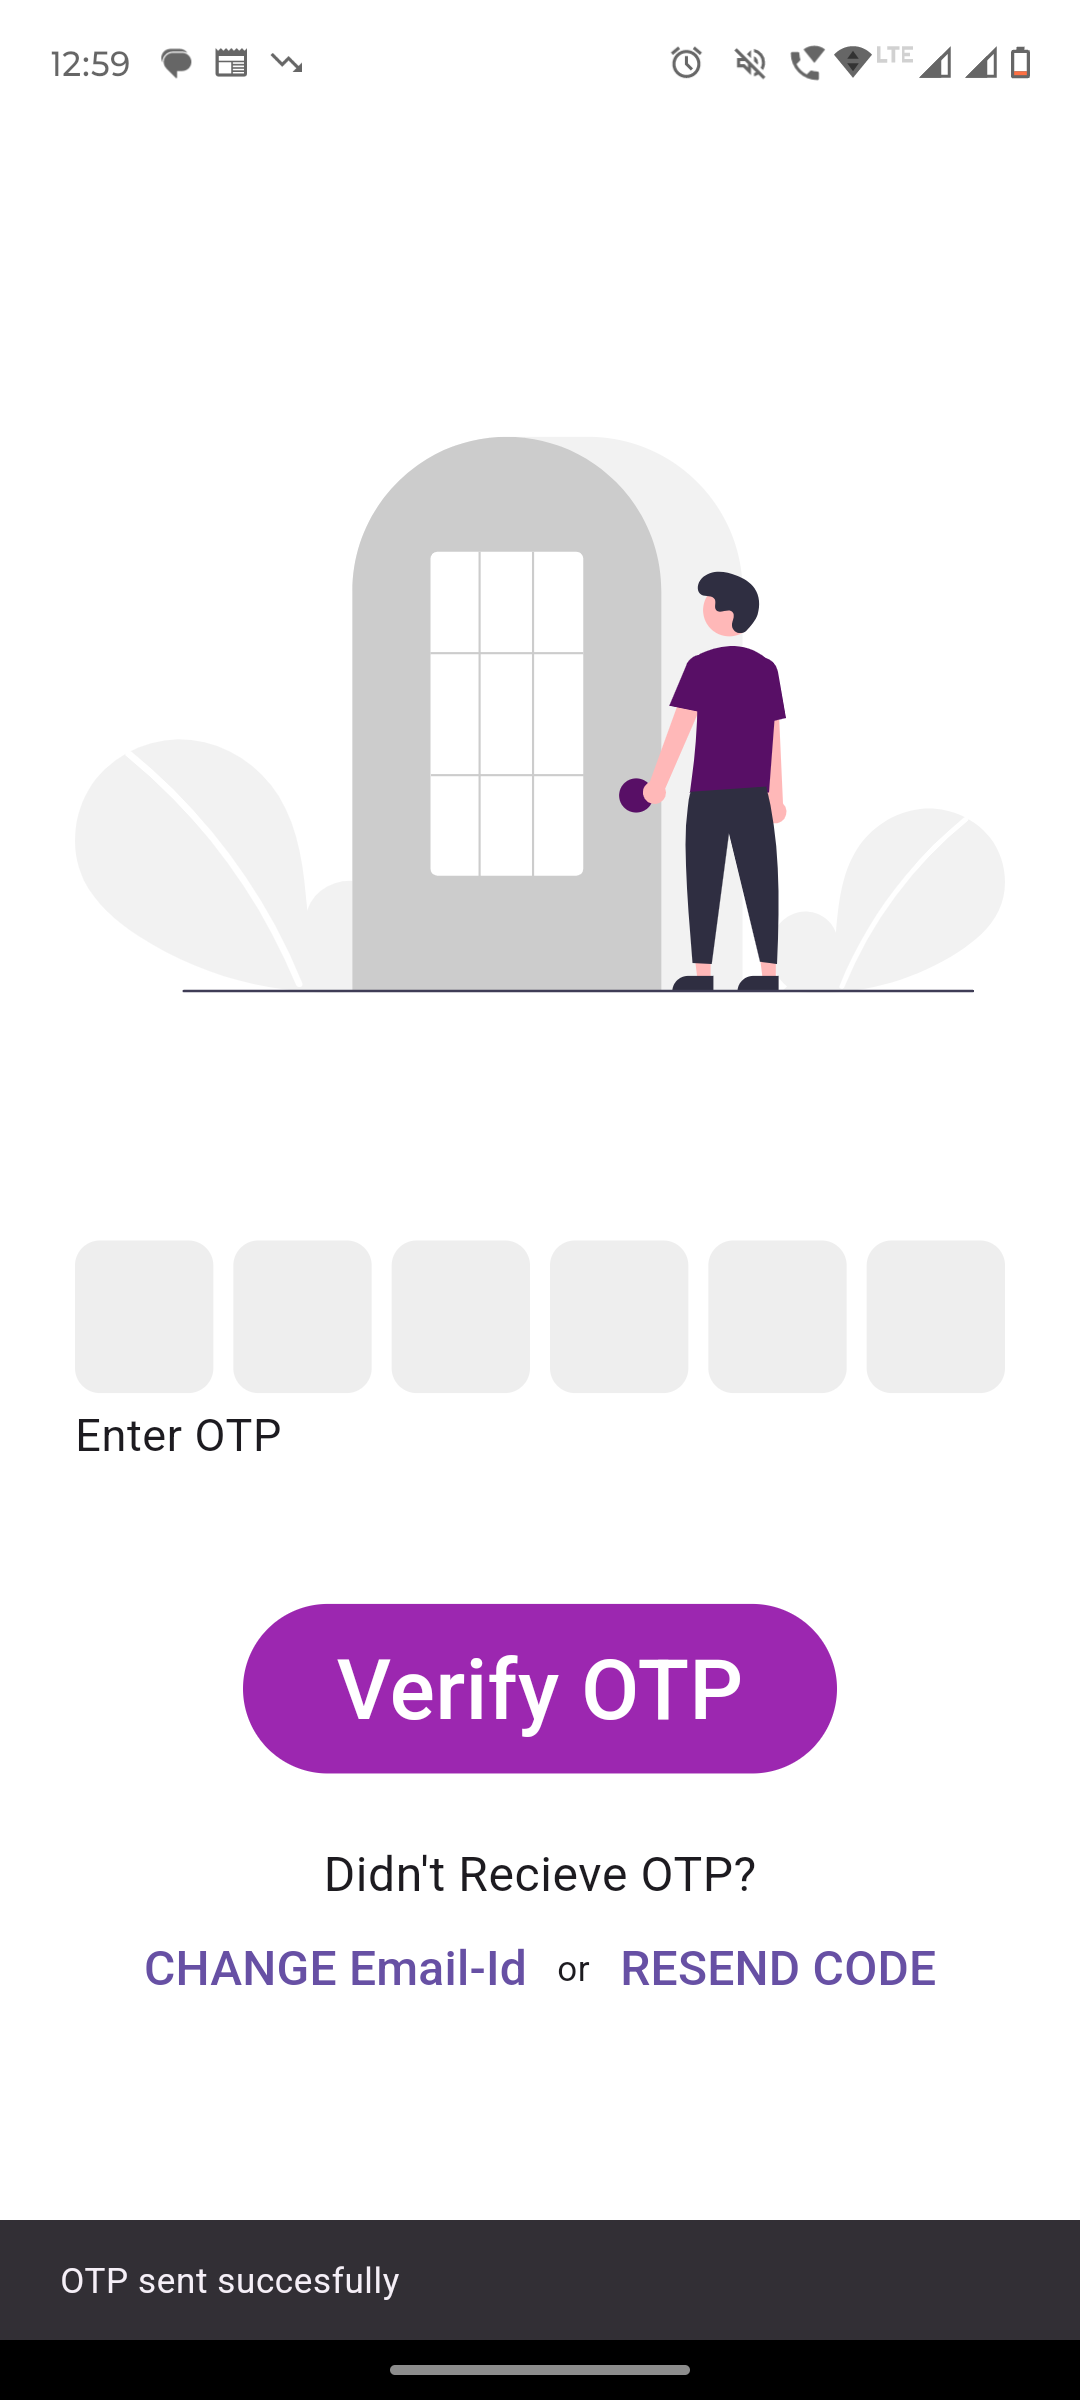 12:59
LTE
Enter OTP
Verify OTP
Didn't Recieve OTP?
CHANGE Email-Id or RESEND CODE
OTP sent succesfully